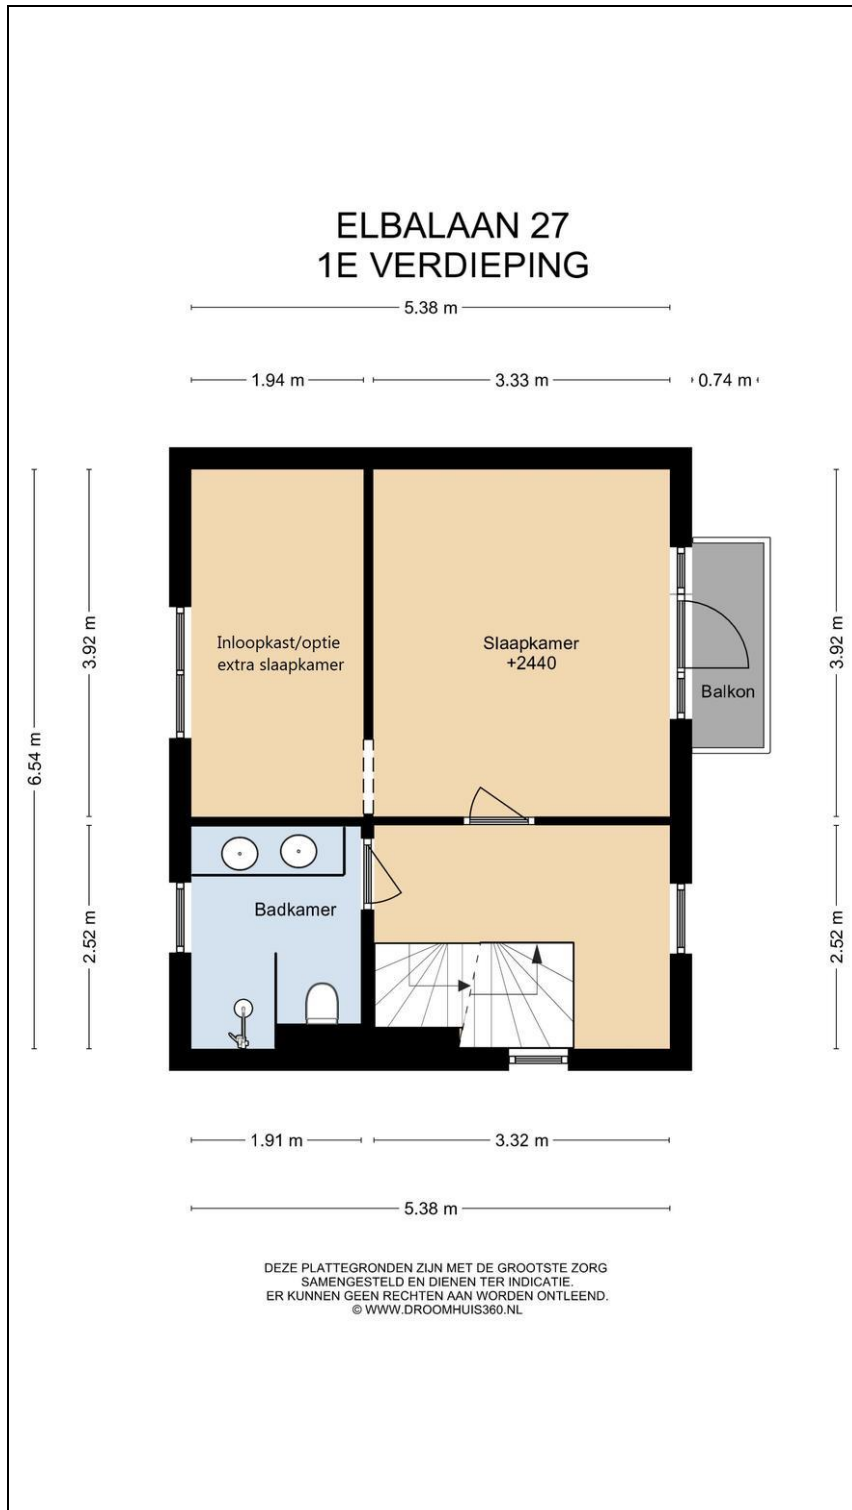 ELBALAAN 27
1E VERDIEPING
5.38 m
1.94 m
3.33 m
0.74 m
3.92 m
6.54 m
2.52 m
Inloopkast/optie
extra slaapkamer
Slaapkamer
+2440
Balkon
3.92 m
Badkamer
2.52 m
1.91 m
3.32 m
5.38 m
DEZE PLATTEGRONDEN ZIJN MET DE GROOTSTE ZORG
SAMENGESTELD EN DIENEN TER INDICATIE.
ER KUNNEN GEEN RECHTEN AAN WORDEN ONTLEEND.
© WWW.DROOMHUIS360.NL